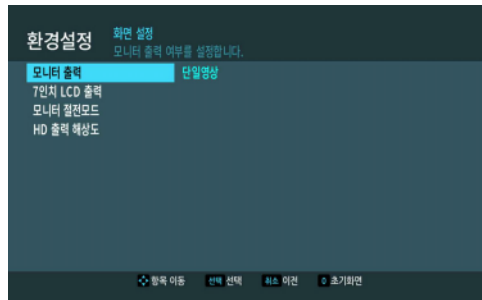 환경설정
화면 설정
모니터 출력 여부를 설정합니다.
모니터 출력 단일영상
7인치 LCD 출력
모니터 절전모드
HD 출력 해상도
항목 이동 선택 선택 취소 이전 초기화면